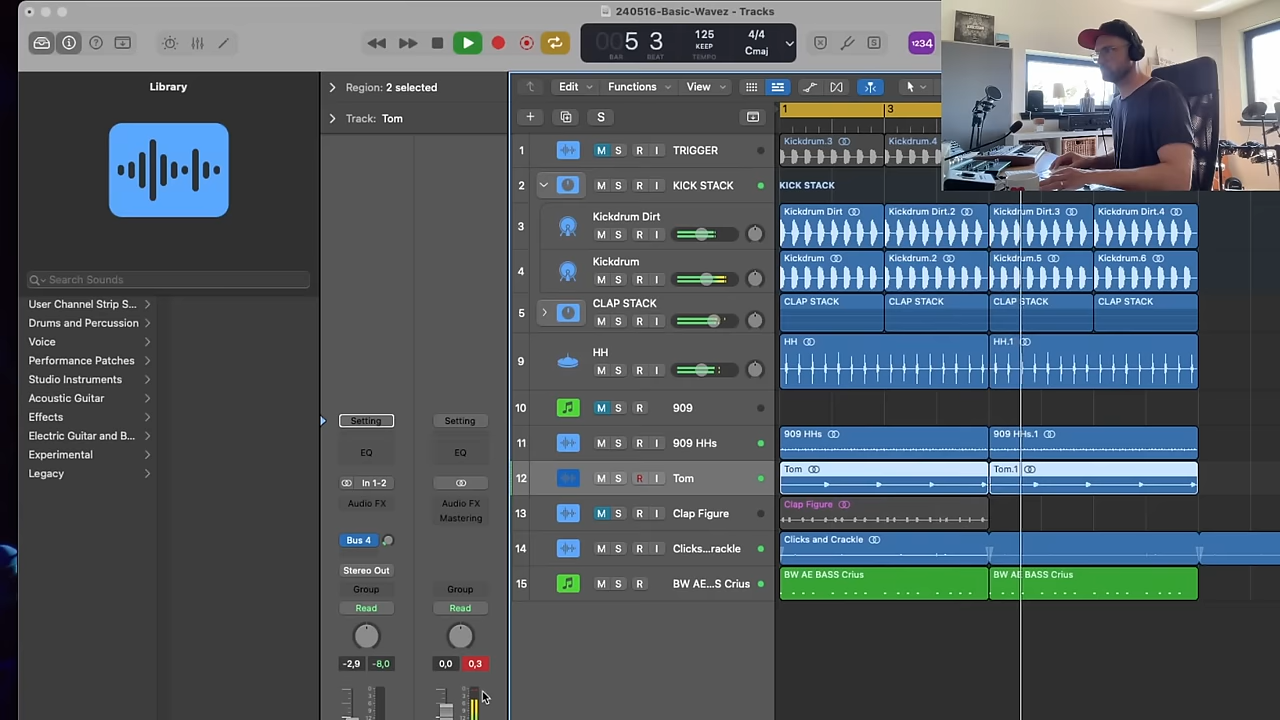 240516-Basic-Wavez - Tracks
005 3
BAR BEAT
125
KEEP
TEMPO
4/4
Cmaj
S
1234
Library
Region: 2 selected
Track: Tom
Edit
Functions
View
S
1
3
Search Sounds
User Channel Strip S...
Drums and Percussion
Voice
Performance Patches
Studio Instruments
Acoustic Guitar
Effects
Electric Guitar and B...
Experimental
Legacy
Setting
Setting
EQ
EQ
In 1-2
Audio FX
Audio FX
Mastering
Bus 4
Stereo Out
Group
Group
Read
Read
-2,9
-8,0
0,0
0,3
1 M S R I TRIGGER
Kickdrum.3
Kickdrum.4
2 M S R I KICK STACK
KICK STACK
3 Kickdrum Dirt
M S R I
Kickdrum Dirt
Kickdrum Dirt.2
Kickdrum Dirt.3
Kickdrum Dirt.4
4 Kickdrum
M S R I
Kickdrum
Kickdrum.2
Kickdrum.5
Kickdrum.6
5 CLAP STACK
M S R I
CLAP STACK
CLAP STACK
CLAP STACK
CLAP STACK
9 HH
M S R I
HH
HH.1
10 M S R 909
11 M S R I 909 HHs
909 HHs
909 HHs.1
12 M S R I Tom
Tom
Tom.1
13 M S R I Clap Figure
Clap Figure
14 M S R I Clicks...rackle
Clicks and Crackle
15 M S R BW AE...S Crius
BW AE BASS Crius
BW AE BASS Crius